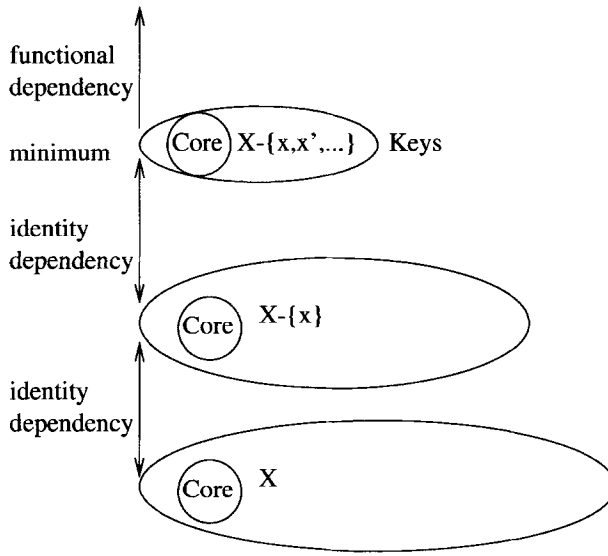 functional
dependency
minimum
Core X-{x,x',...} Keys
identity
dependency
Core X-{x}
identity
dependency
Core X